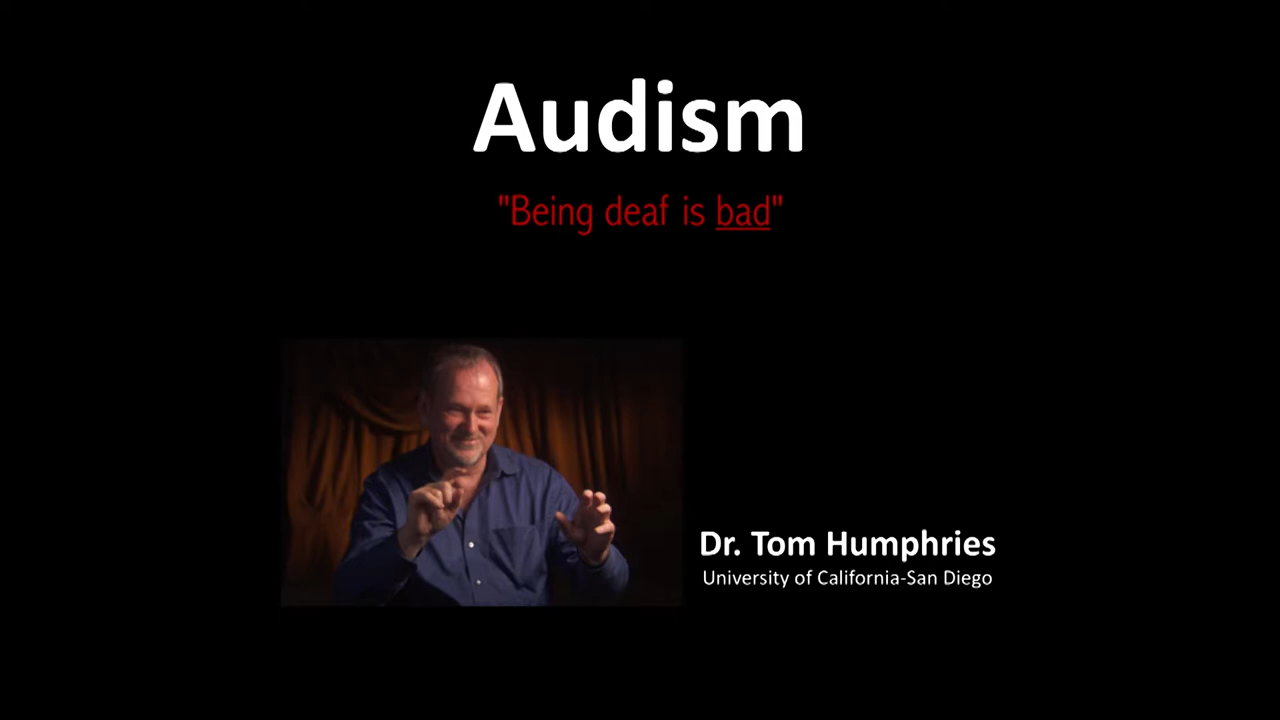 Audism
"Being deaf is bad"
Dr. Tom Humphries
University of California-San Diego